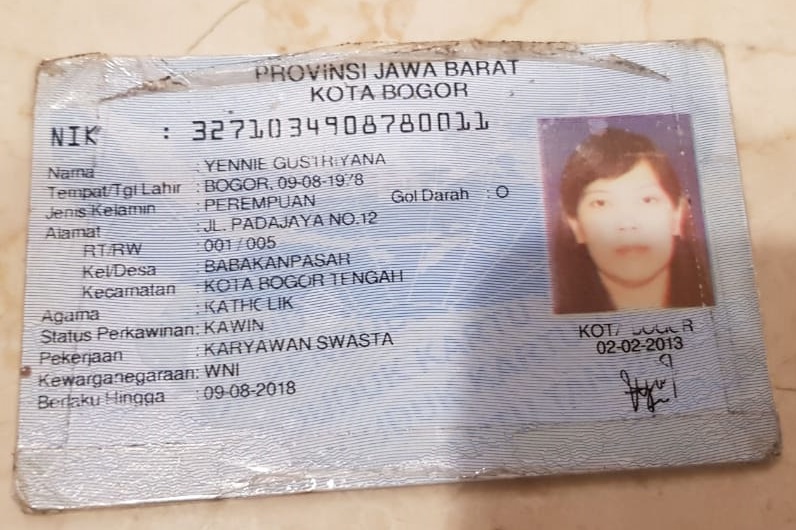 PROVINSI JAWA BARAT
KOTA BOGOR
NIK : 3271034908780011
Nama : YENNIE GUSTRIYANA
Tempat/Tgl Lahir : BOGOR, 09-08-1978
Jenis Kelamin : PEREMPUAN Gol Darah : O
Alamat : JL. PADAJAYA NO.12
RT/RW : 001 / 005
Kel/Desa : BABAKANPASAR
Kecamatan : KOTA BOGOR TENGAH
Agama : KATHOLIK
Status Perkawinan: KAWIN
Pekerjaan : KARYAWAN SWASTA
Kewarganegaraan: WNI
Berlaku Hingga : 09-08-2018
KOTA BOGOR
02-02-2013